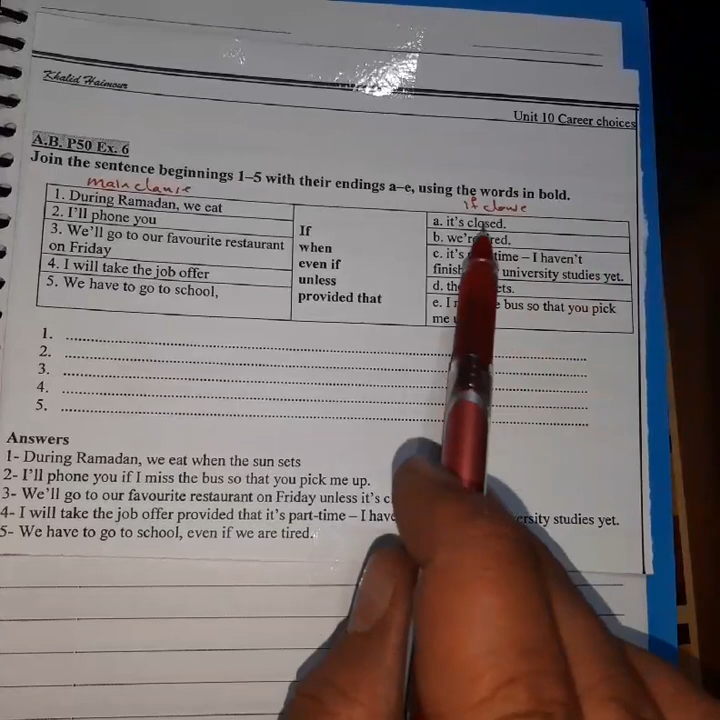 Khalid Haimour
Unit 10 Career choices
A.B. P50 Ex. 6
Join the sentence beginnings 1–5 with their endings a–e, using the words in bold.
main clause
if clause
1. During Ramadan, we eat
2. I'll phone you
3. We'll go to our favourite restaurant
on Friday
4. I will take the job offer
5. We have to go to school,
If
when
even if
unless
provided that
a. it's closed.
b. we're
c. it's time – I haven't
university studies yet.
d.
e. I bus so that you pick
me
1.
2.
3.
4.
5.
Answers
1- During Ramadan, we eat when the sun sets
2- I'll phone you if I miss the bus so that you pick me up.
3- We'll go to our favourite restaurant on Friday unless it's
4- I will take the job offer provided that it's part-time – I studies yet.
5- We have to go to school, even if we are tired.